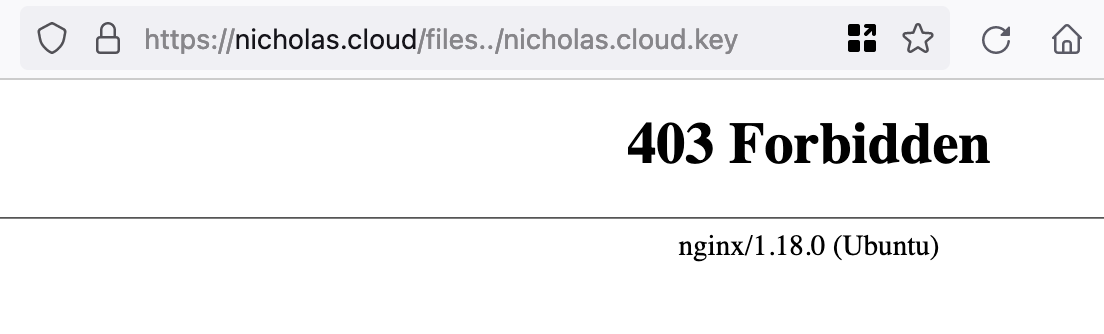 https://nicholas.cloud/files../nicholas.cloud.key
403 Forbidden
nginx/1.18.0 (Ubuntu)